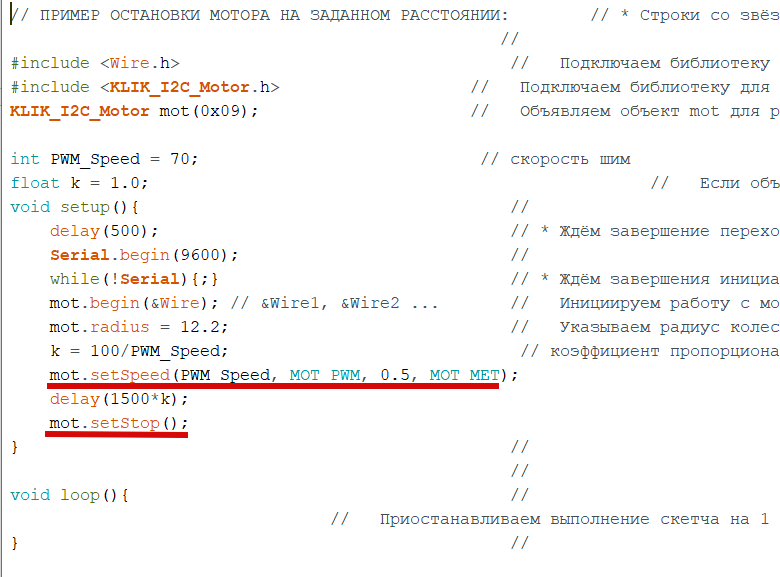 // ПРИМЕР ОСТАНОВКИ МОТОРА НА ЗАДАННОМ РАССТОЯНИИ: // * Строки со звёз
//
#include <Wire.h> // Подключаем библиотеку
#include <KLIK_I2C_Motor.h> // Подключаем библиотеку для
KLIK_I2C_Motor mot(0x09); // Объявляем объект mot для р
int PWM_Speed = 70; // скорость шим
float k = 1.0; // Если объ
void setup(){ //
delay(500); // * Ждём завершение перехо
Serial.begin(9600); //
while(!Serial){;} // * Ждём завершения инициа
mot.begin(&Wire); // &Wire1, &Wire2 ... // Инициируем работу с мо
mot.radius = 12.2; // Указываем радиус колес
k = 100/PWM_Speed; // коэффициент пропорциона
mot.setSpeed(PWM_Speed, MOT_PWM, 0.5, MOT_MET);
delay(1500*k);
mot.setStop();
} //
//
void loop(){ //
// Приостанавливаем выполнение скетча на 1
} //